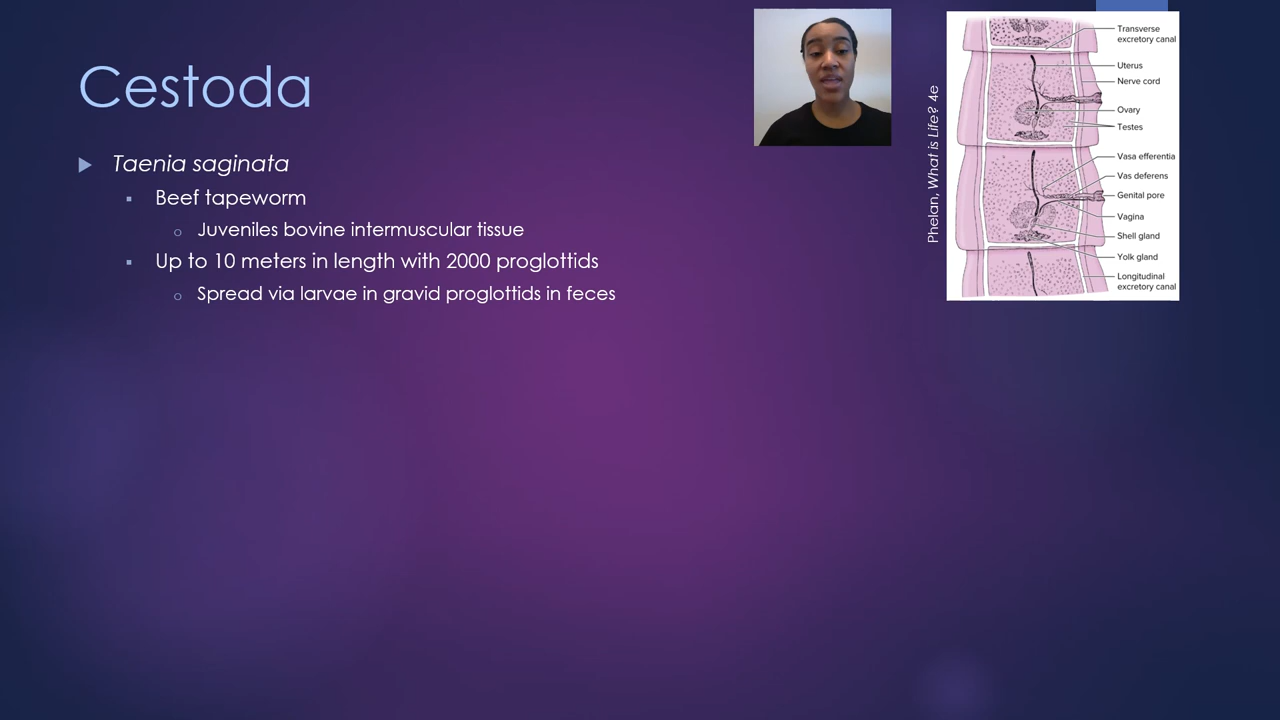 Cestoda
Taenia saginata
Beef tapeworm
Juveniles bovine intermuscular tissue
Up to 10 meters in length with 2000 proglottids
Spread via larvae in gravid proglottids in feces
Phelan, What is Life? 4e
Transverse
excretory canal
Uterus
Nerve cord
Ovary
Testes
Vasa efferentia
Vas deferens
Genital pore
Vagina
Shell gland
Yolk gland
Longitudinal
excretory canal